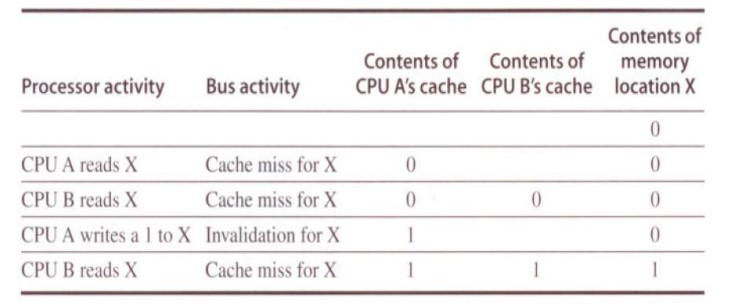 Processor activity Bus activity Contents of CPU A's cache Contents of CPU B's cache Contents of memory location X
0
CPU A reads X Cache miss for X 0 0
CPU B reads X Cache miss for X 0 0 0
CPU A writes a 1 to X Invalidation for X 1 0
CPU B reads X Cache miss for X 1 1 1